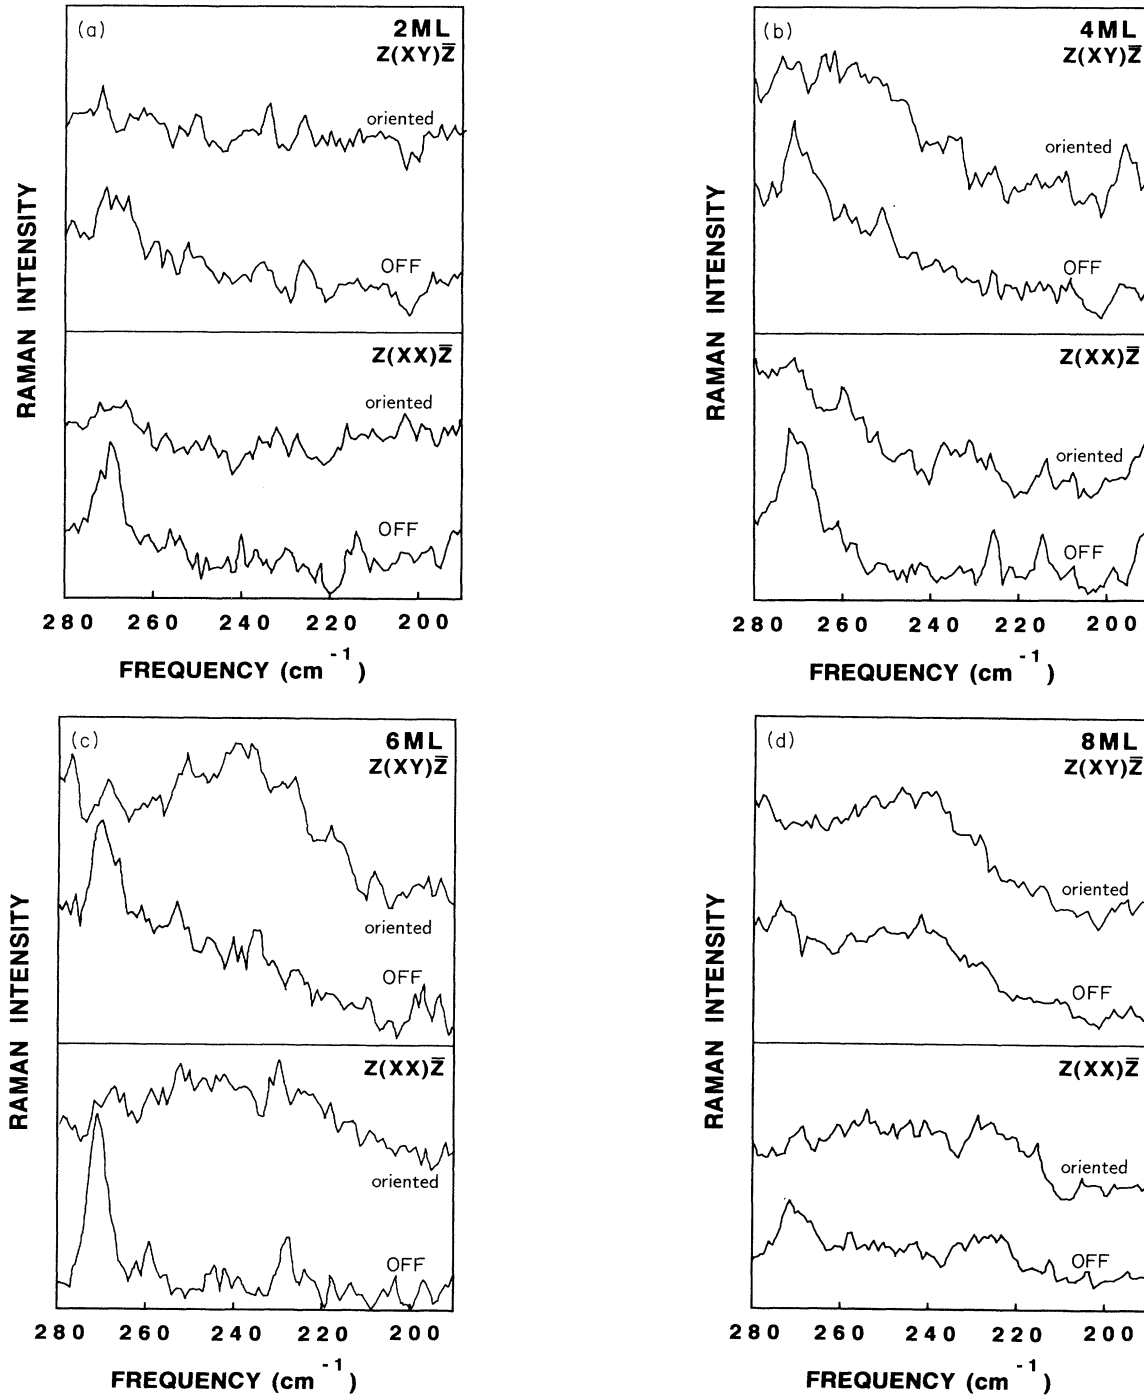 (a) 2ML
Z(XY)Z̅
oriented
OFF
Z(XX)Z̅
oriented
OFF
RAMAN INTENSITY
280 260 240 220 200
FREQUENCY (cm⁻¹)
(b) 4ML
Z(XY)Z̅
oriented
OFF
Z(XX)Z̅
oriented
OFF
RAMAN INTENSITY
280 260 240 220 200
FREQUENCY (cm⁻¹)
(c) 6ML
Z(XY)Z̅
oriented
OFF
Z(XX)Z̅
oriented
OFF
RAMAN INTENSITY
280 260 240 220 200
FREQUENCY (cm⁻¹)
(d) 8ML
Z(XY)Z̅
oriented
OFF
Z(XX)Z̅
oriented
OFF
RAMAN INTENSITY
280 260 240 220 200
FREQUENCY (cm⁻¹)